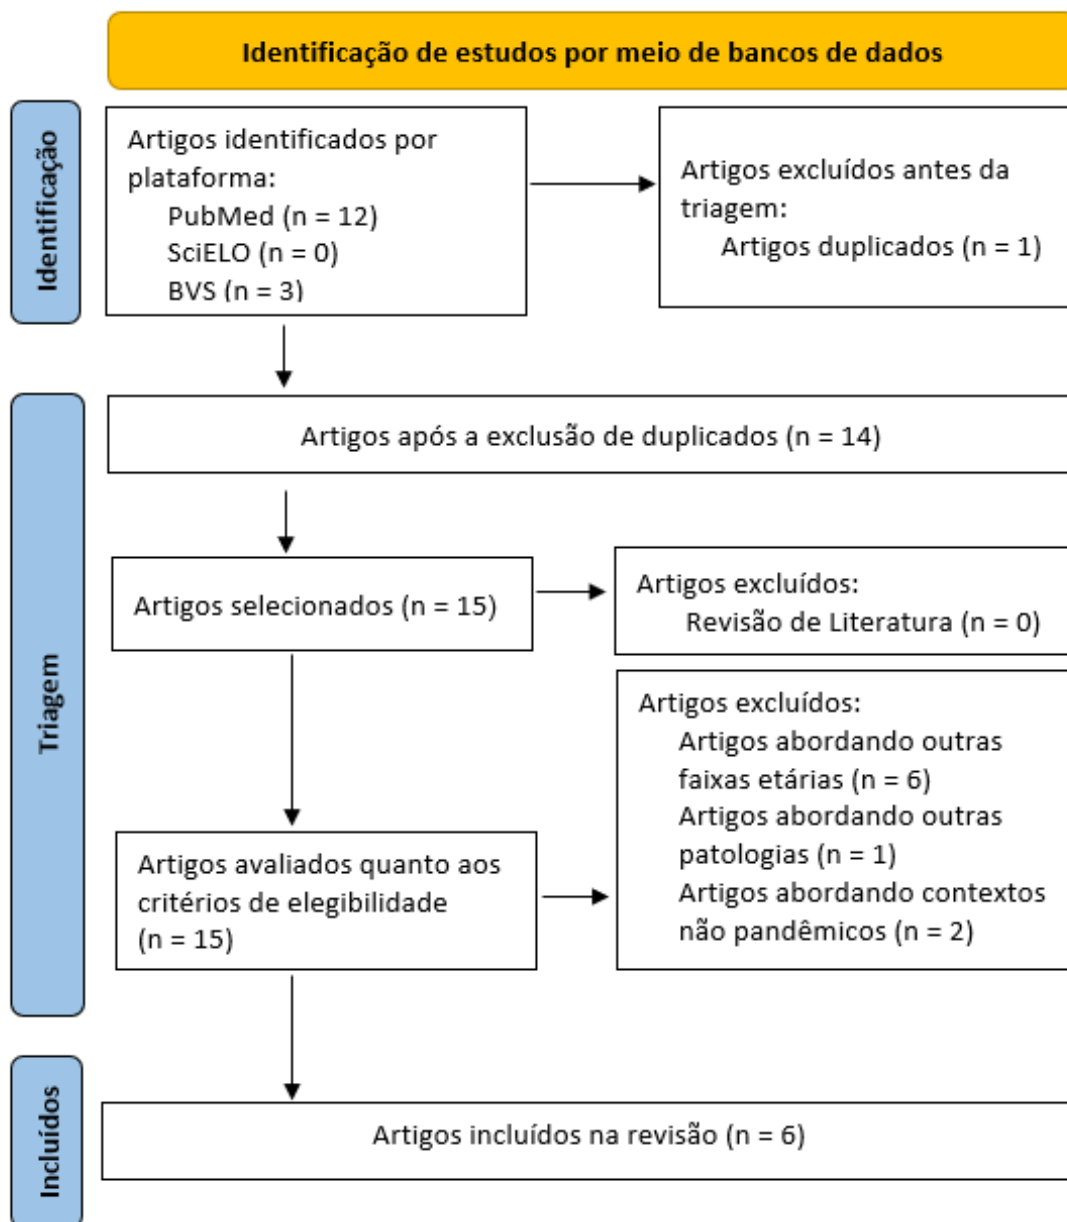 Identificação de estudos por meio de bancos de dados
Identificação
Artigos identificados por
plataforma:
PubMed (n = 12)
SciELO (n = 0)
BVS (n = 3)
Artigos excluídos antes da
triagem:
Artigos duplicados (n = 1)
Triagem
Artigos após a exclusão de duplicados (n = 14)
Artigos selecionados (n = 15)
Artigos excluídos:
Revisão de Literatura (n = 0)
Artigos avaliados quanto aos
critérios de elegibilidade
(n = 15)
Artigos excluídos:
Artigos abordando outras
faixas etárias (n = 6)
Artigos abordando outras
patologias (n = 1)
Artigos abordando contextos
não pandêmicos (n = 2)
Incluídos
Artigos incluídos na revisão (n = 6)